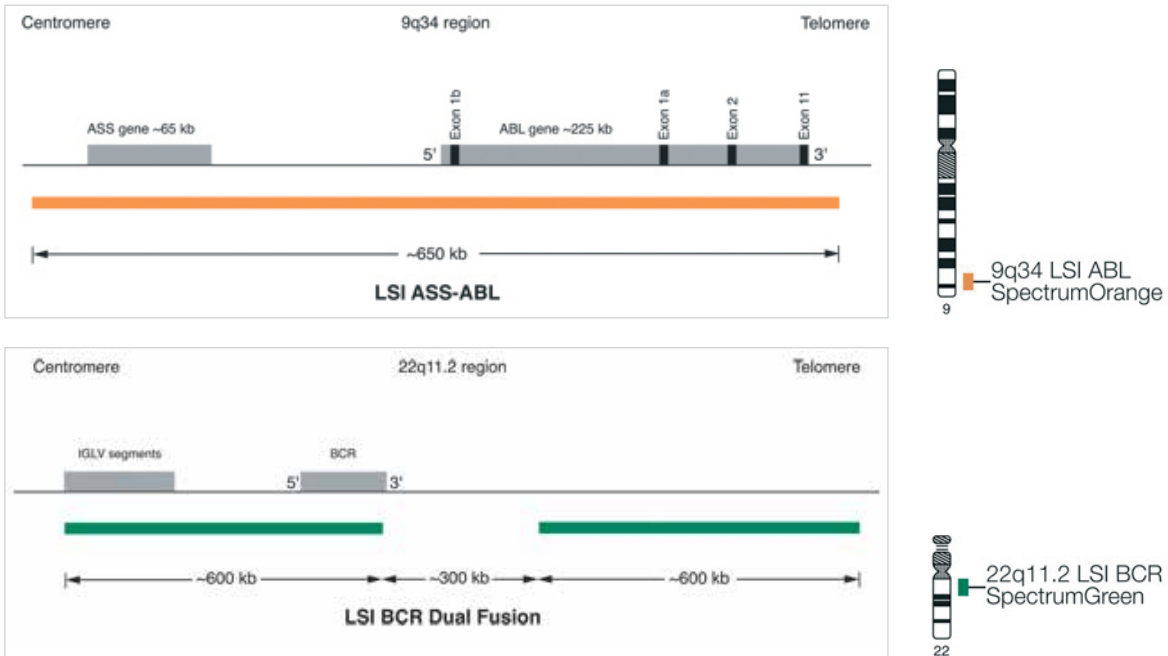 Centromere 9q34 region Telomere
Exon 1b
Exon 1a
Exon 2
Exon 11
ASS gene ~65 kb
ABL gene ~225 kb
5' 3'
~650 kb
LSI ASS-ABL
9q34 LSI ABL
SpectrumOrange
9
Centromere 22q11.2 region Telomere
IGLV segments
BCR
5' 3'
~600 kb ~300 kb ~600 kb
LSI BCR Dual Fusion
22q11.2 LSI BCR
SpectrumGreen
22